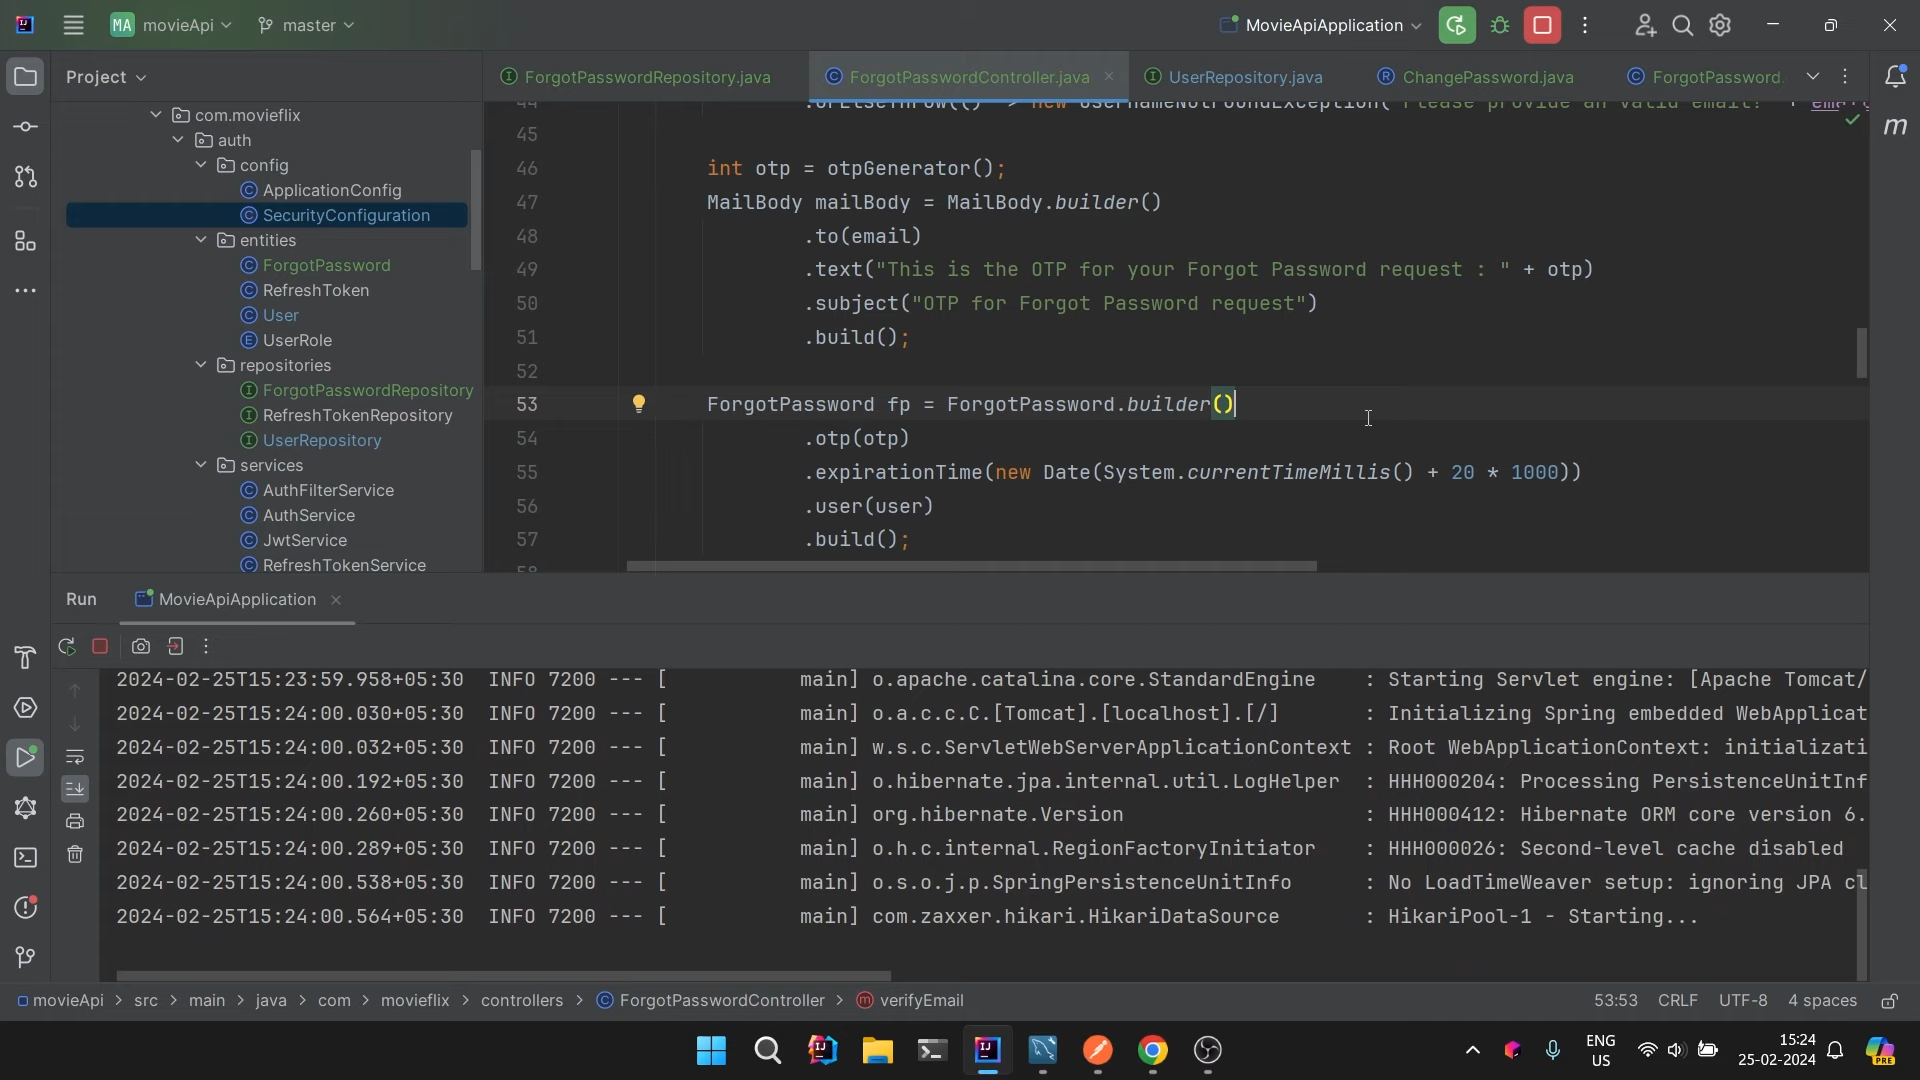 MA movieApi master MovieApiApplication
Project
ForgotPasswordRepository.java ForgotPasswordController.java UserRepository.java ChangePassword.java ForgotPassword.
com.movieflix
auth
config
ApplicationConfig
SecurityConfiguration
entities
ForgotPassword
RefreshToken
User
UserRole
repositories
ForgotPasswordRepository
RefreshTokenRepository
UserRepository
services
AuthFilterService
AuthService
JwtService
RefreshTokenService
44 .orElseThrow(() -> new UsernameNotFoundException("Please provide an valid email!" + email
45
46 int otp = otpGenerator();
47 MailBody mailBody = MailBody.builder()
48 .to(email)
49 .text("This is the OTP for your Forgot Password request : " + otp)
50 .subject("OTP for Forgot Password request")
51 .build();
52
53 ForgotPassword fp = ForgotPassword.builder()
54 .otp(otp)
55 .expirationTime(new Date(System.currentTimeMillis() + 20 * 1000))
56 .user(user)
57 .build();
58
Run MovieApiApplication
2024-02-25T15:23:59.958+05:30 INFO 7200 --- [ main] o.apache.catalina.core.StandardEngine : Starting Servlet engine: [Apache Tomcat/
2024-02-25T15:24:00.030+05:30 INFO 7200 --- [ main] o.a.c.c.C.[Tomcat].[localhost].[/] : Initializing Spring embedded WebApplicat
2024-02-25T15:24:00.032+05:30 INFO 7200 --- [ main] w.s.c.ServletWebServerApplicationContext : Root WebApplicationContext: initializati
2024-02-25T15:24:00.192+05:30 INFO 7200 --- [ main] o.hibernate.jpa.internal.util.LogHelper : HHH000204: Processing PersistenceUnitInf
2024-02-25T15:24:00.260+05:30 INFO 7200 --- [ main] org.hibernate.Version : HHH000412: Hibernate ORM core version 6.
2024-02-25T15:24:00.289+05:30 INFO 7200 --- [ main] o.h.c.internal.RegionFactoryInitiator : HHH000026: Second-level cache disabled
2024-02-25T15:24:00.538+05:30 INFO 7200 --- [ main] o.s.o.j.p.SpringPersistenceUnitInfo : No LoadTimeWeaver setup: ignoring JPA cl
2024-02-25T15:24:00.564+05:30 INFO 7200 --- [ main] com.zaxxer.hikari.HikariDataSource : HikariPool-1 - Starting...
movieApi > src > main > java > com > movieflix > controllers > ForgotPasswordController > verifyEmail 53:53 CRLF UTF-8 4 spaces
ENG
US
15:24
25-02-2024